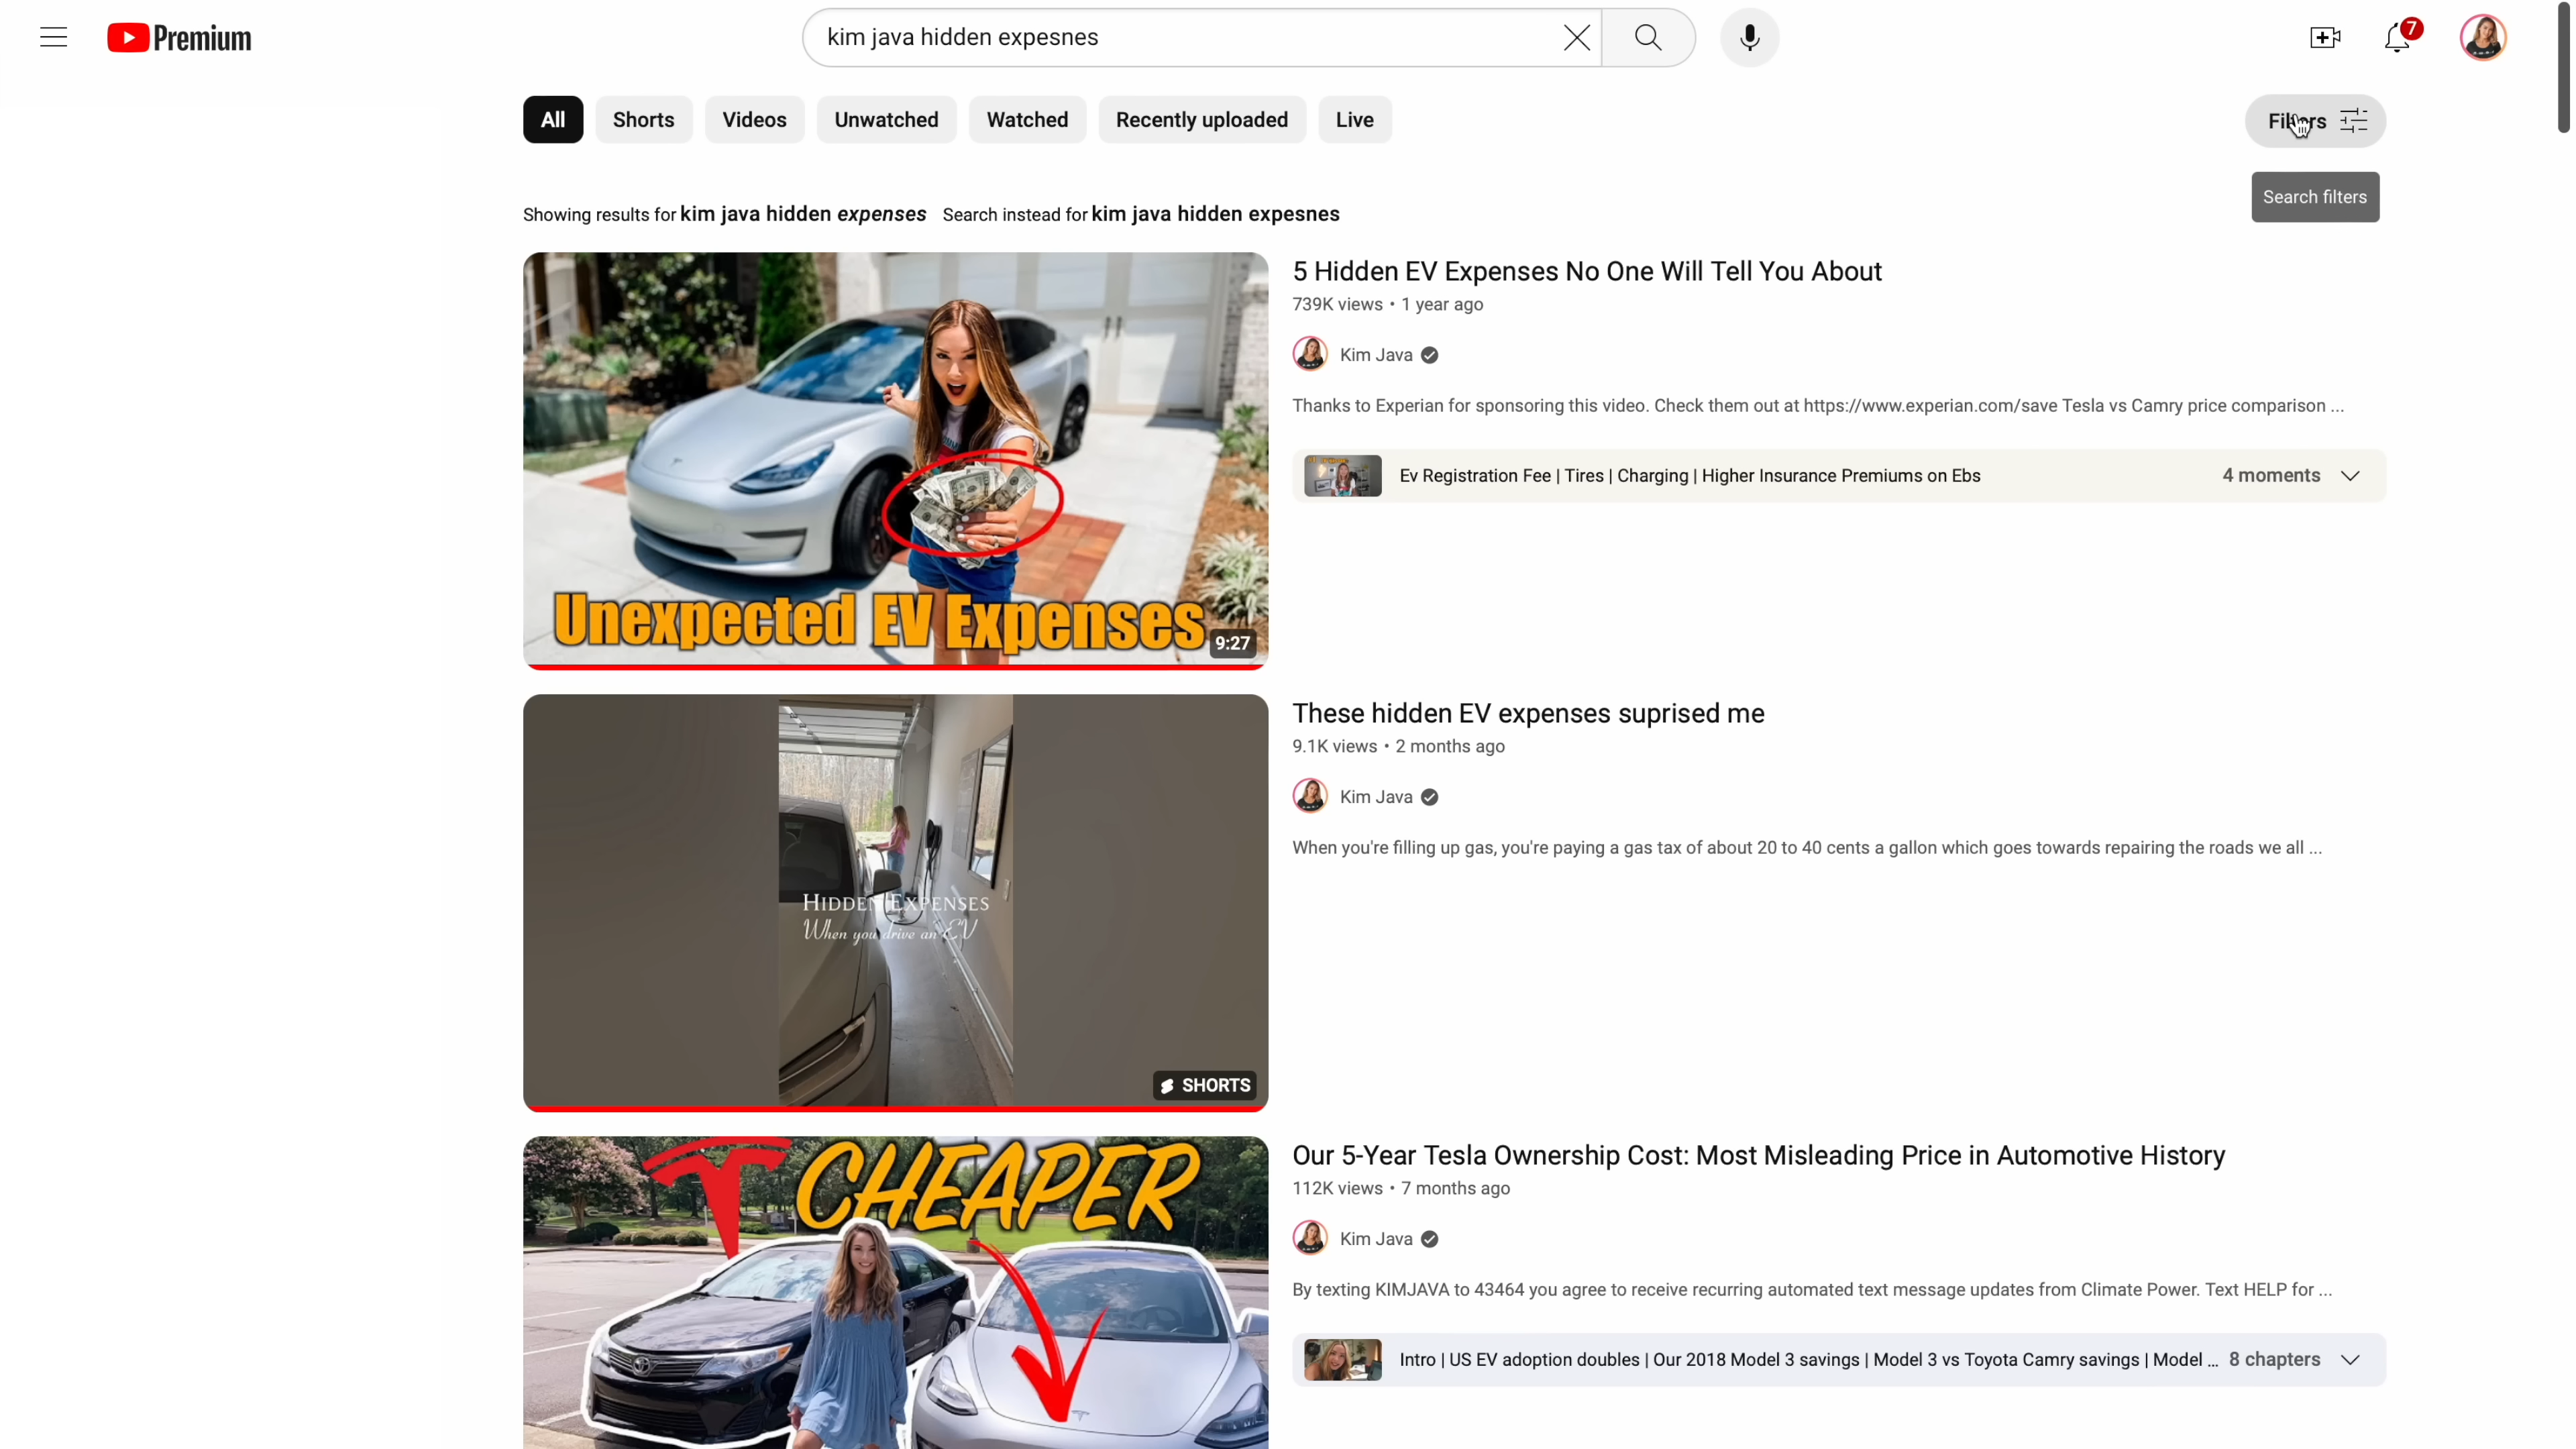 Premium
kim java hidden expesnes
7
All
Shorts
Videos
Unwatched
Watched
Recently uploaded
Live
Filters
Search filters
Showing results for kim java hidden expenses Search instead for kim java hidden expesnes
Unexpected EV Expenses
9:27
5 Hidden EV Expenses No One Will Tell You About
739K views • 1 year ago
Kim Java
Thanks to Experian for sponsoring this video. Check them out at https://www.experian.com/save Tesla vs Camry price comparison ...
Ev Registration Fee | Tires | Charging | Higher Insurance Premiums on Ebs
4 moments
HIDDEN EXPENSES
When you drive an EV
SHORTS
These hidden EV expenses suprised me
9.1K views • 2 months ago
Kim Java
When you're filling up gas, you're paying a gas tax of about 20 to 40 cents a gallon which goes towards repairing the roads we all ...
CHEAPER
Our 5-Year Tesla Ownership Cost: Most Misleading Price in Automotive History
112K views • 7 months ago
Kim Java
By texting KIMJAVA to 43464 you agree to receive recurring automated text message updates from Climate Power. Text HELP for ...
Intro | US EV adoption doubles | Our 2018 Model 3 savings | Model 3 vs Toyota Camry savings | Model ...
8 chapters